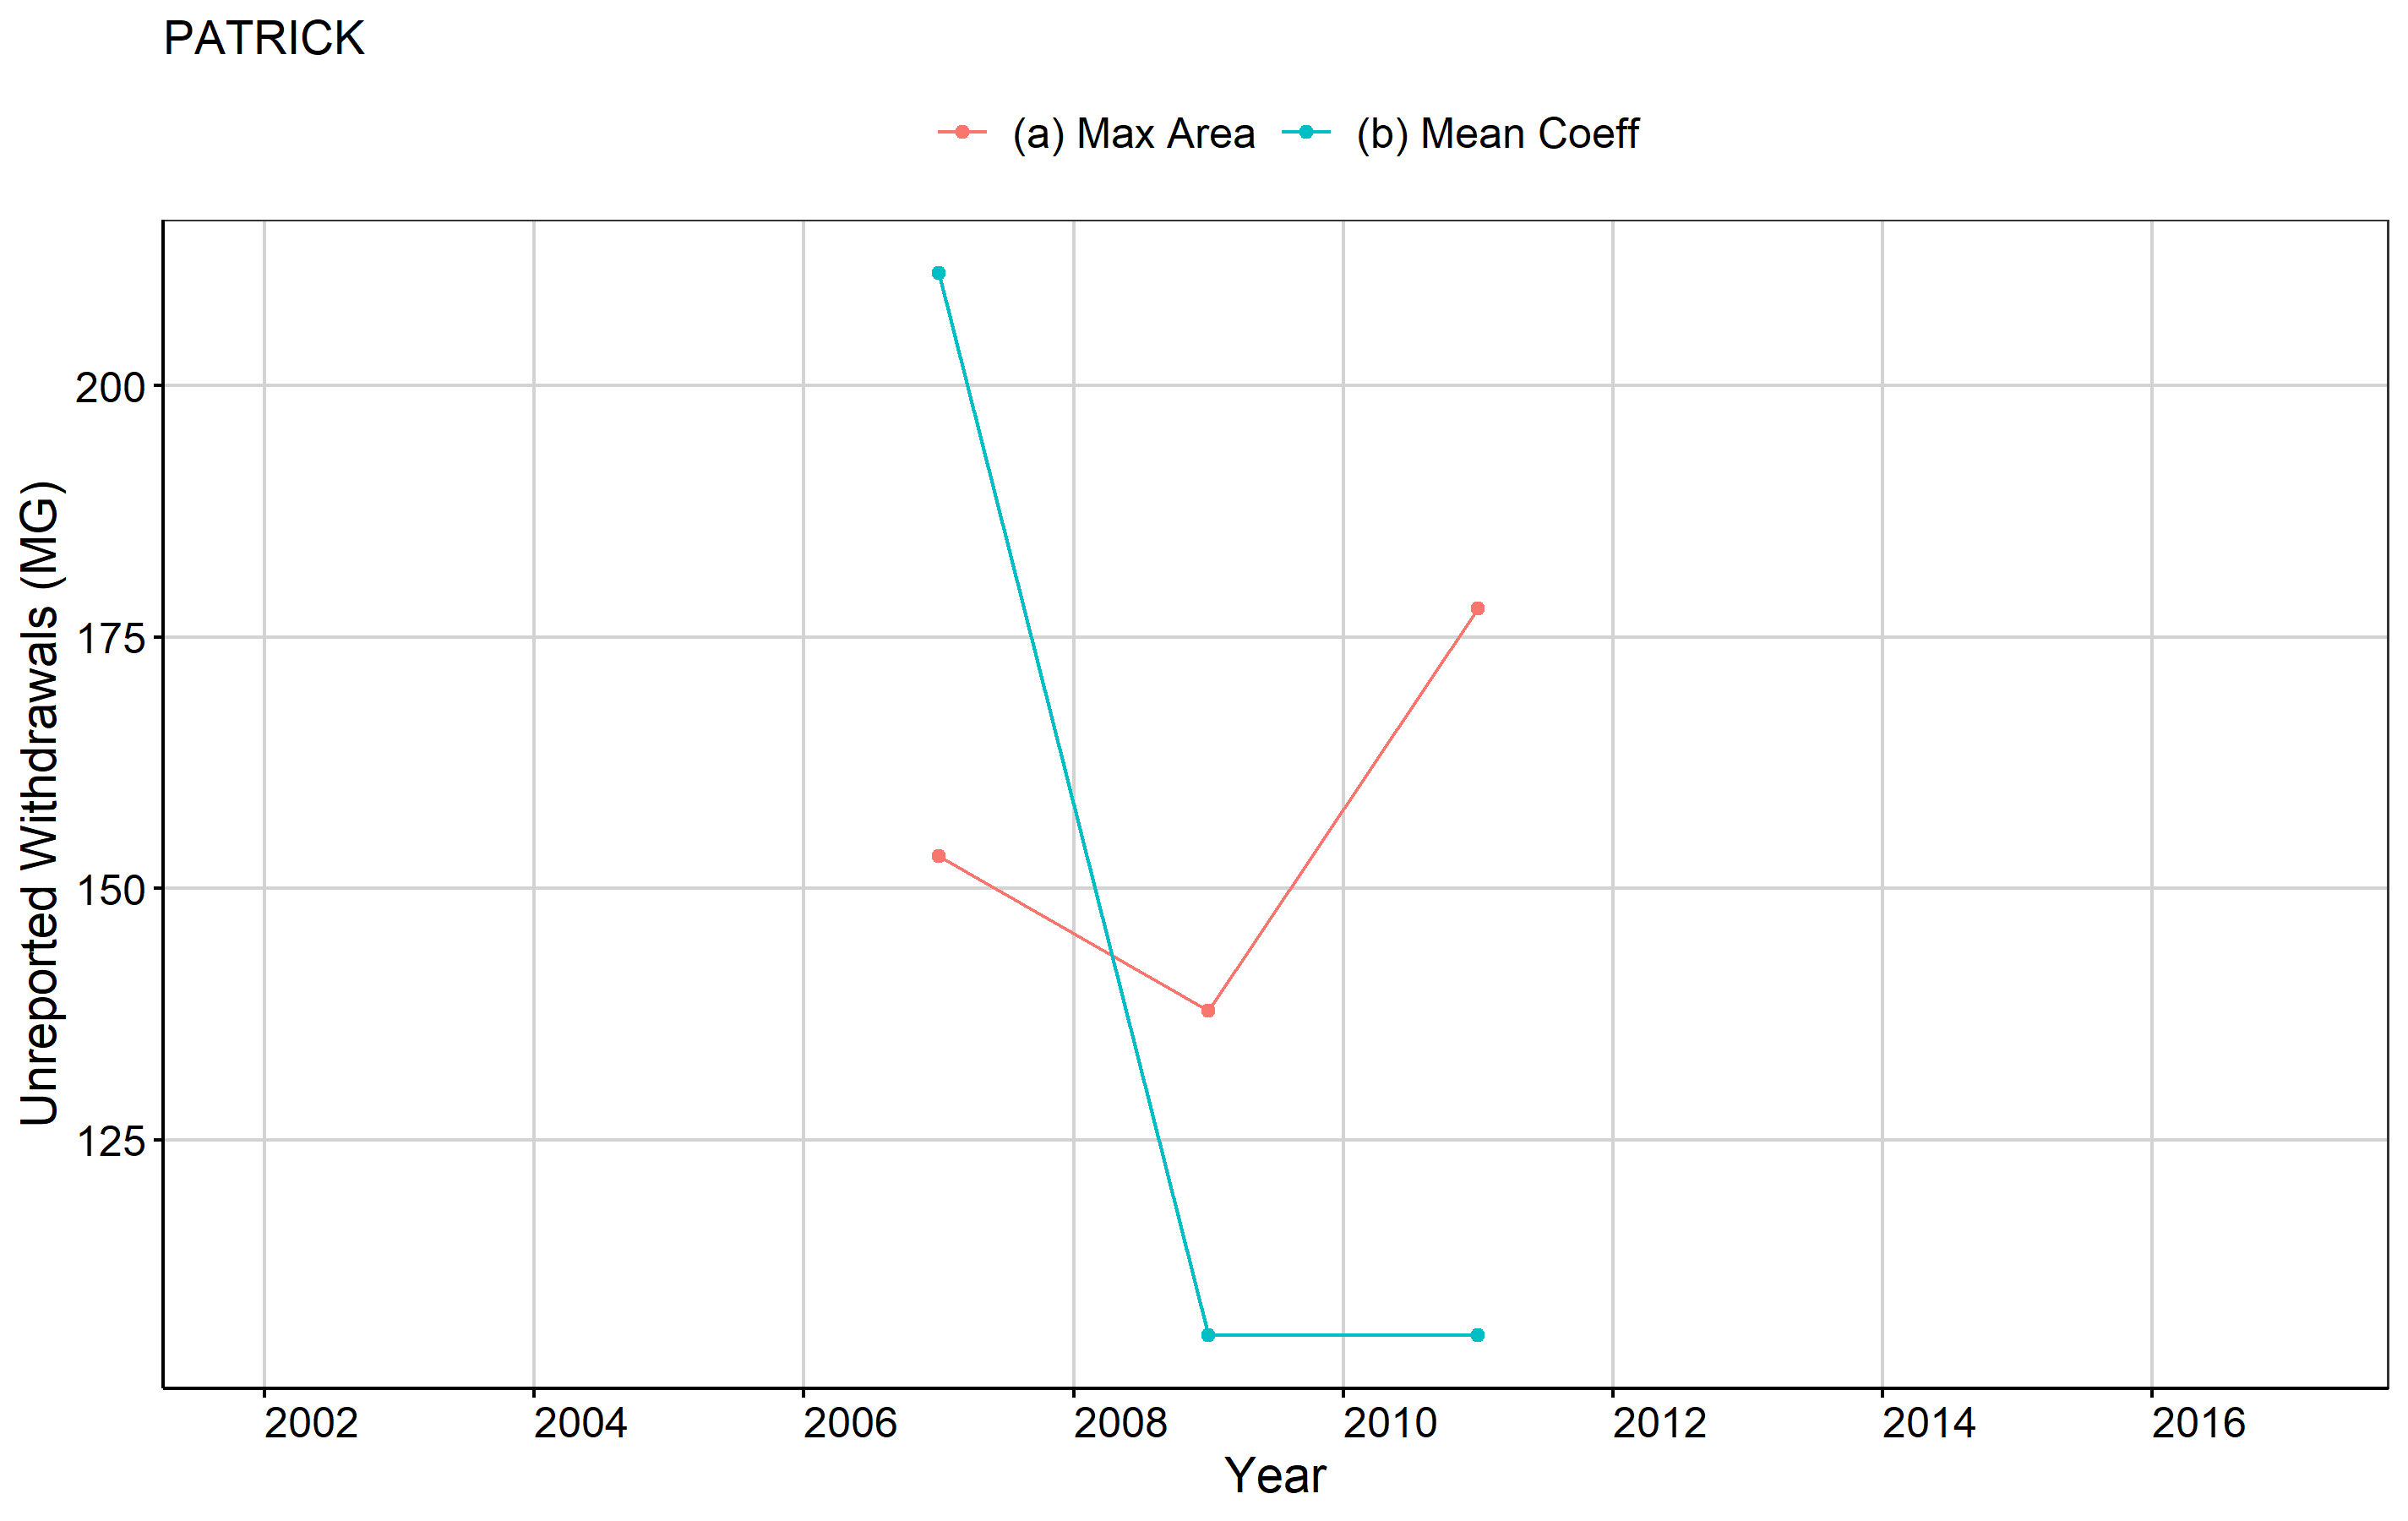 PATRICK
(a) Max Area (b) Mean Coeff
Unreported Withdrawals (MG)
200
175
150
125
2002 2004 2006 2008 2010 2012 2014 2016
Year